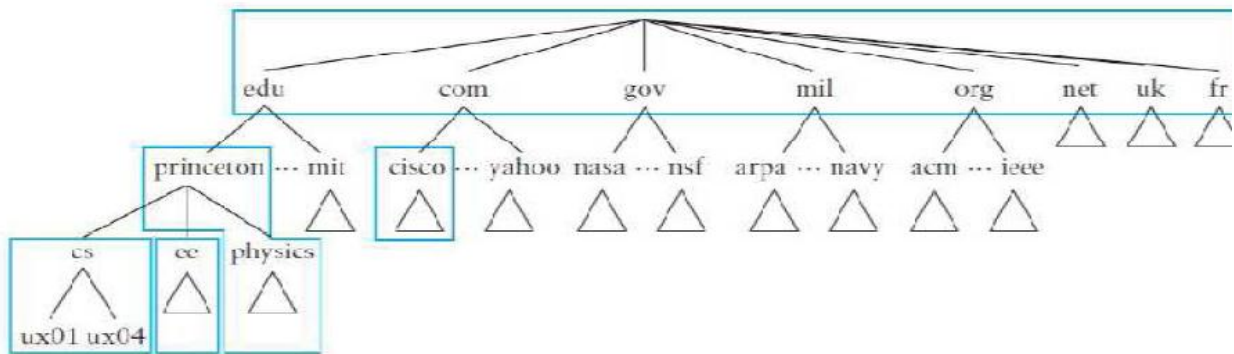 edu com gov mil org net uk fr
princeton ... mit cisco ... yahoo nasa ... nsf arpa ... navy acm ... ieee
cs ee physics
ux01 ux04